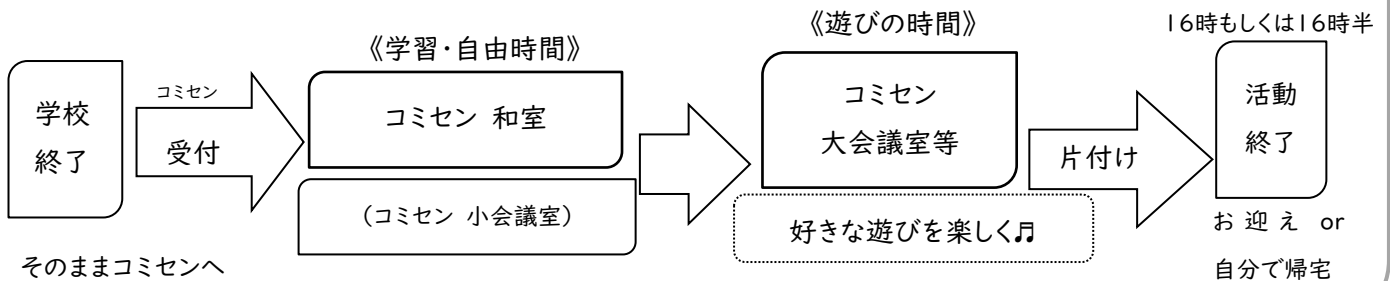 学校
終了
そのままコミセンへ
コミセン
受付
《学習・自由時間》
コミセン 和室
(コミセン 小会議室)
《遊びの時間》
コミセン
大会議室等
好きな遊びを楽しく♬
片付け
16時もしくは16時半
活動
終了
お 迎 え or
自分で帰宅